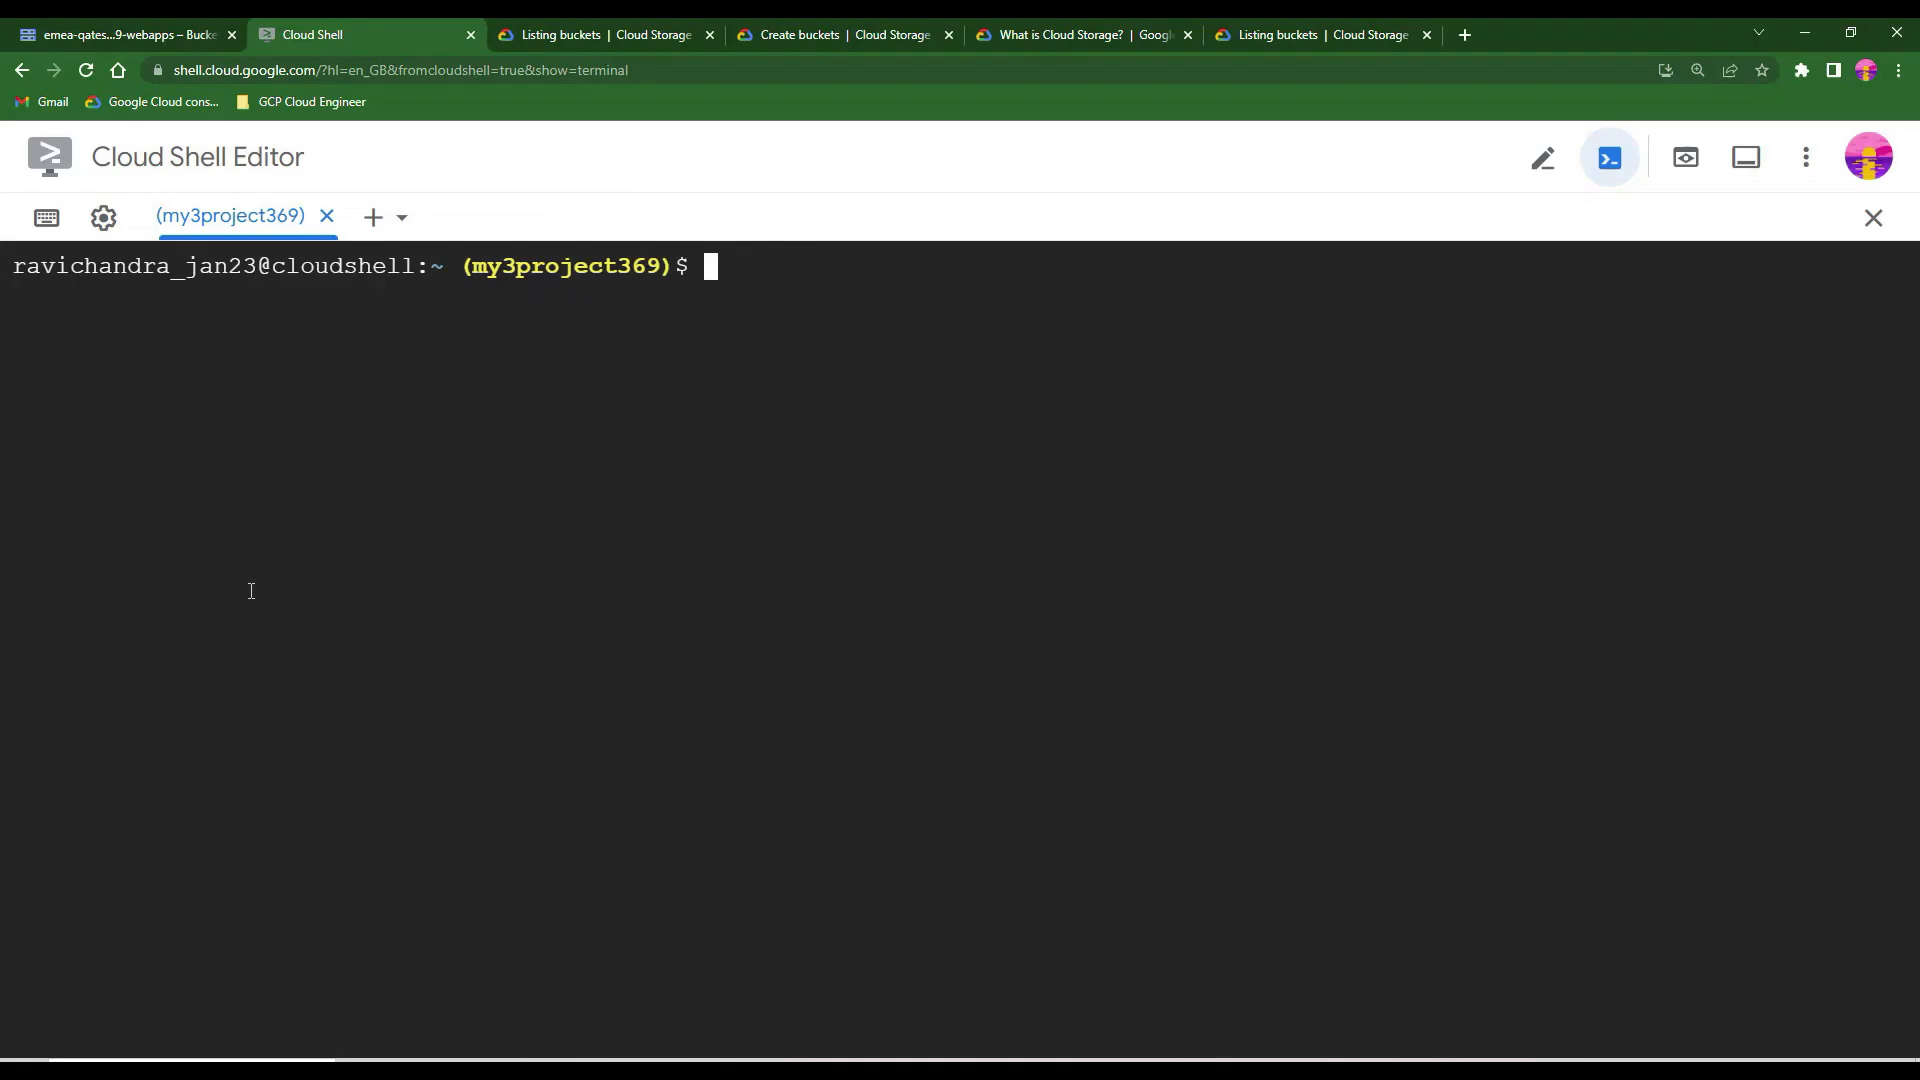 emea-qates...9-webapps – Bucke
Cloud Shell
Listing buckets | Cloud Storage
Create buckets | Cloud Storage
What is Cloud Storage? | Googl
Listing buckets | Cloud Storage
shell.cloud.google.com/?hl=en_GB&fromcloudshell=true&show=terminal
Gmail
Google Cloud cons...
GCP Cloud Engineer
Cloud Shell Editor
(my3project369)
ravichandra_jan23@cloudshell:~ (my3project369)$